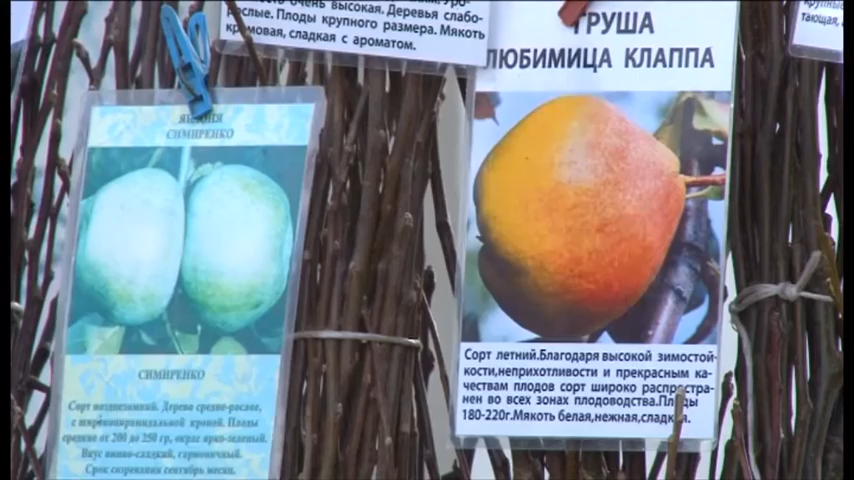 очень высокая. Деревья слабо-
рослые. Плоды крупного размера. Мякоть
кремовая, сладкая с ароматом.
ГРУША
ЛЮБИМИЦА КЛАППА
Сорт летний.Благодаря высокой зимостой-
кости,неприхотливости и прекрасным ка-
чествам плодов сорт широко распростра-
нен во всех зонах плодоводства.Плоды
180-220г.Мякоть белая,нежная,сладкая.
СИМИРЕНКО
СИМИРЕНКО
Сорт позднезимний. Дерево средне-рослое,
с широкопирамидальной кроной. Плоды
средние от 200 до 250 гр, окрас ярко-зеленый.
Вкус винно-сладкий, гармоничный.
Срок созревания сентябрь месяц.